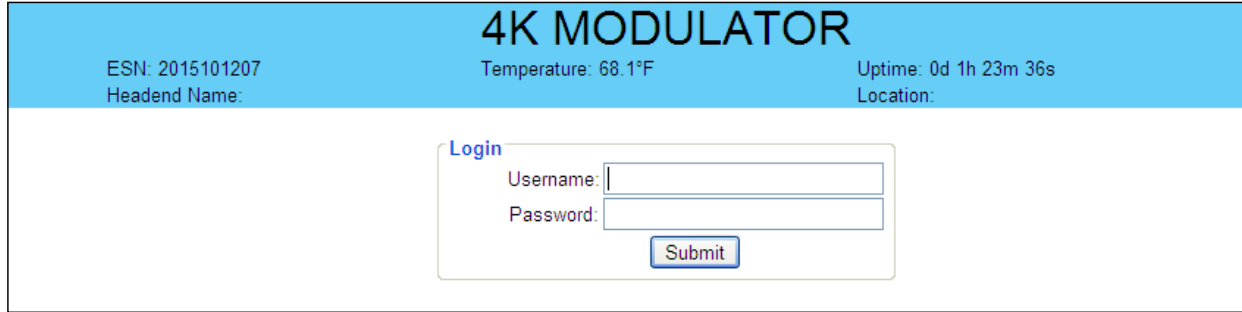 4K MODULATOR
ESN: 2015101207 Temperature: 68.1°F Uptime: 0d 1h 23m 36s
Headend Name: Location:
Login
Username:
Password:
Submit